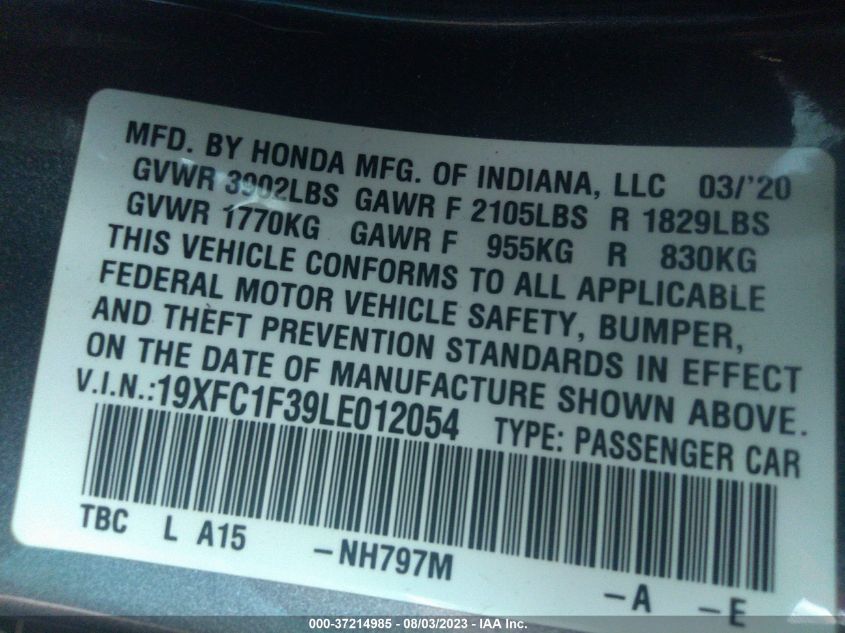 MFD. BY HONDA MFG. OF INDIANA, LLC 03/'20
GVWR 3902LBS GAWR F 2105LBS R 1829LBS
GVWR 1770KG GAWR F 955KG R 830KG
THIS VEHICLE CONFORMS TO ALL APPLICABLE
FEDERAL MOTOR VEHICLE SAFETY, BUMPER,
AND THEFT PREVENTION STANDARDS IN EFFECT
ON THE DATE OF MANUFACTURE SHOWN ABOVE.
V.I.N.:19XFC1F39LE012054 TYPE: PASSENGER CAR
TBC L A15 -NH797M -A -E
000-37214985 - 08/03/2023 - IAA Inc.